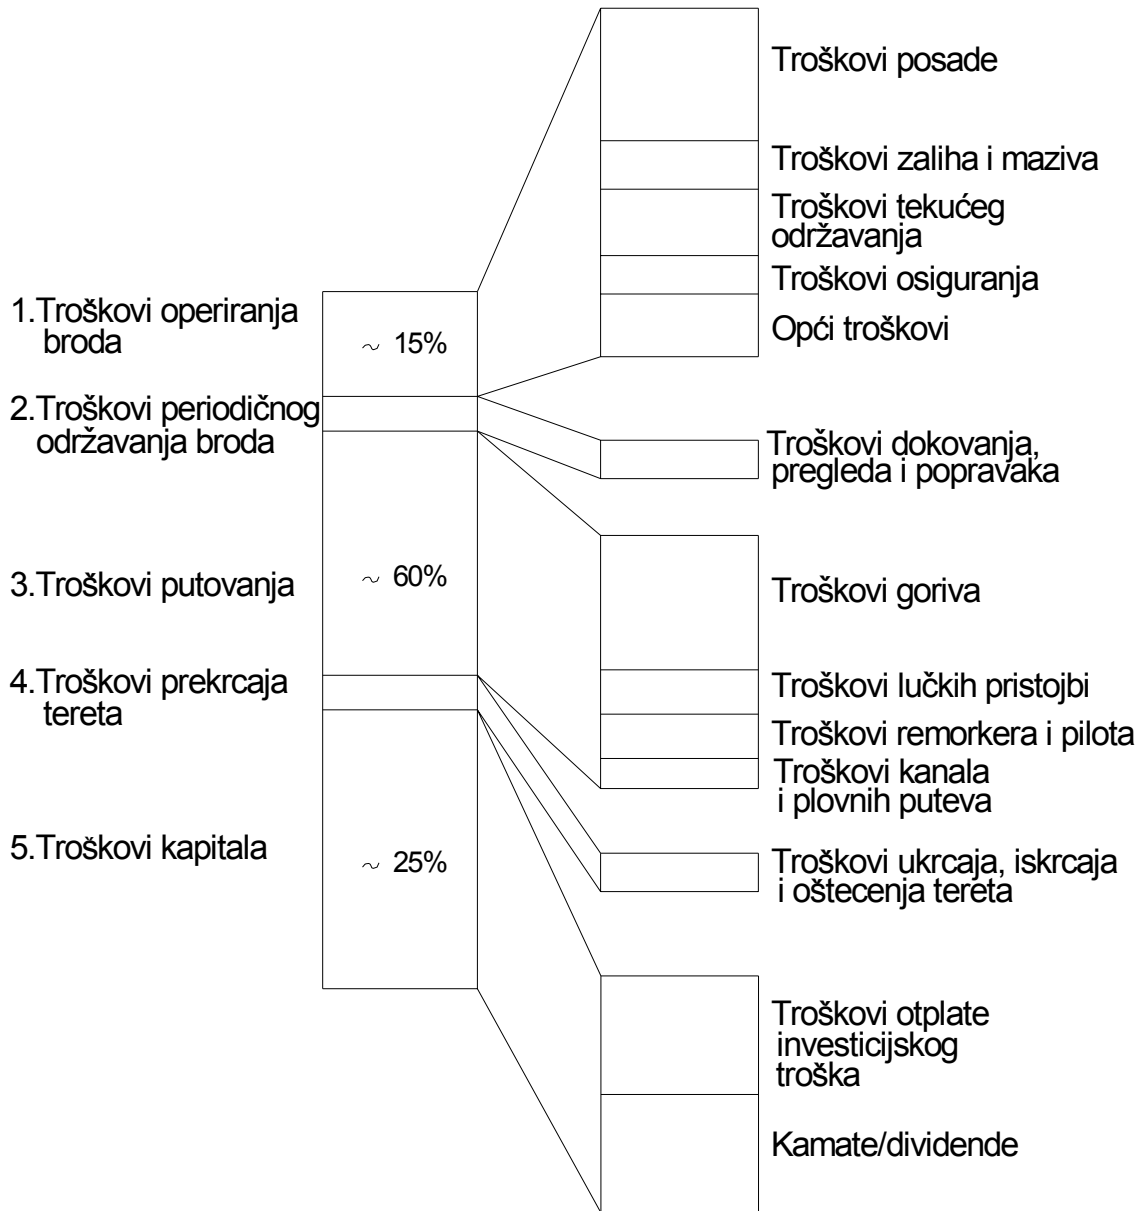 Troškovi posade
Troškovi zaliha i maziva
Troškovi tekućeg
održavanja
Troškovi osiguranja
Opći troškovi
1.Troškovi operiranja
broda
~ 15%
2.Troškovi periodičnog
održavanja broda
Troškovi dokovanja,
pregleda i popravaka
3.Troškovi putovanja
~ 60%
Troškovi goriva
Troškovi lučkih pristojbi
Troškovi remorkera i pilota
Troškovi kanala
i plovnih puteva
4.Troškovi prekrcaja
tereta
Troškovi ukrcaja, iskrcaja
i oštecenja tereta
5.Troškovi kapitala
~ 25%
Troškovi otplate
investicijskog
troška
Kamate/dividende